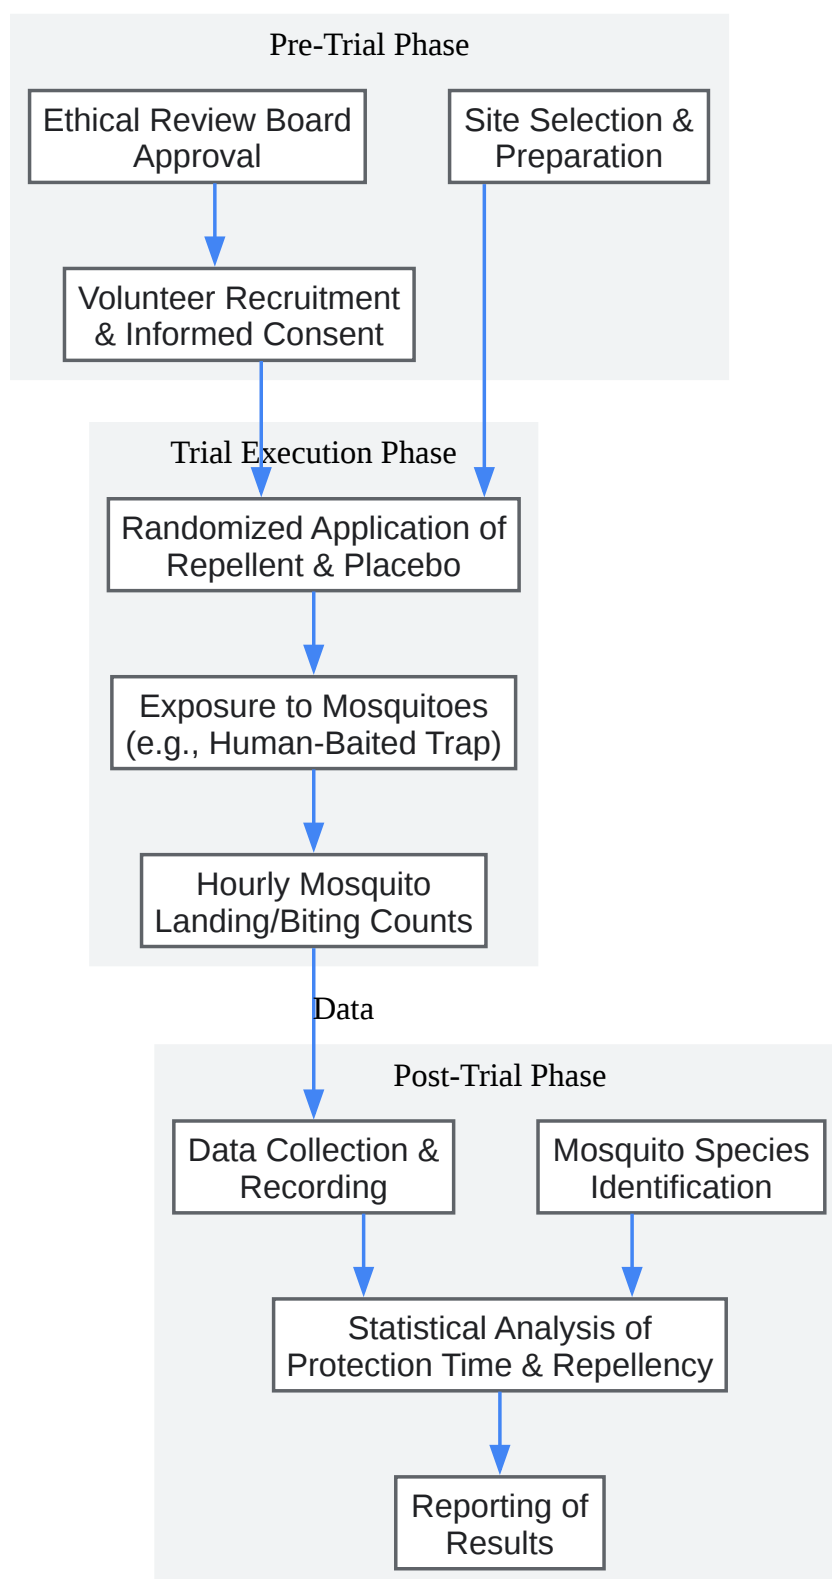 Pre-Trial Phase
Ethical Review Board
Approval
Site Selection &
Preparation
Volunteer Recruitment
& Informed Consent
Trial Execution Phase
Randomized Application of
Repellent & Placebo
Exposure to Mosquitoes
(e.g., Human-Baited Trap)
Hourly Mosquito
Landing/Biting Counts
Data
Post-Trial Phase
Data Collection &
Recording
Mosquito Species
Identification
Statistical Analysis of
Protection Time & Repellency
Reporting of
Results